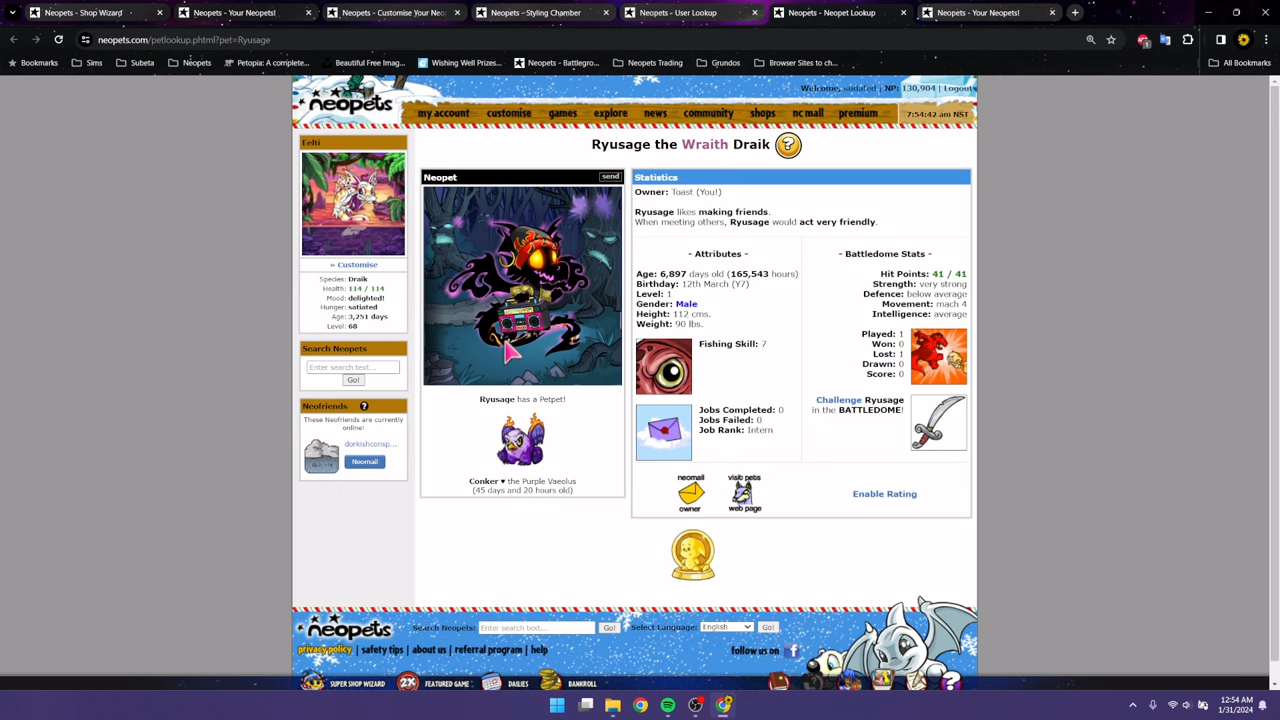 Neopets - Shop Wizard
Neopets - Your Neopets!
Neopets - Customise Your Neo
Neopets - Styling Chamber
Neopets - User Lookup
Neopets - Neopet Lookup
Neopets - Your Neopets!
neopets.com/petlookup.phtml?pet=Ryusage
Bookmarks
Sims
Subeta
Neopets
Petopia: A complete...
Beautiful Free Imag...
Wishing Well Prizes...
Neopets - Battlegro...
Neopets Trading
Grundos
Browser Sites to ch...
All Bookmarks
neopets
Welcome, | NP: 130,904 | Logout
my account customise games explore news community shops nc mall premium
7:54:42 am NST
Eelti
» Customise
Species: Draik
Health: 114 / 114
Mood: delighted!
Hunger: satiated
Age: 3,251 days
Level: 68
Search Neopets
Enter search text...
Go!
Neofriends ?
These Neofriends are currently
online!
dorkishconsp...
Neomail
Ryusage the Wraith Draik ?
Neopet
send
Ryusage has a Petpet!
Conker ♥ the Purple Vaeolus
(45 days and 20 hours old)
Statistics
Owner: Toast (You!)
Ryusage likes making friends.
When meeting others, Ryusage would act very friendly.
- Attributes -
Age: 6,897 days old (165,543 hours)
Birthday: 12th March (Y7)
Level: 1
Gender: Male
Height: 112 cms.
Weight: 90 lbs.
Fishing Skill: 7
Jobs Completed: 0
Jobs Failed: 0
Job Rank: Intern
- Battledome Stats -
Hit Points: 41 / 41
Strength: very strong
Defence: below average
Movement: mach 4
Intelligence: average
Played: 1
Won: 0
Lost: 1
Drawn: 0
Score: 0
Challenge Ryusage
in the BATTLEDOME!
neomail
owner
visit pets
web page
Enable Rating
neopets
Search Neopets: Enter search text... Go! Select Language: English Go!
privacy policy | safety tips | about us | referral program | help
follow us on f
SUPER SHOP WIZARD
2X FEATURED GAME
DAILIES
BANKROLL
?
12:54 AM
1/31/2024